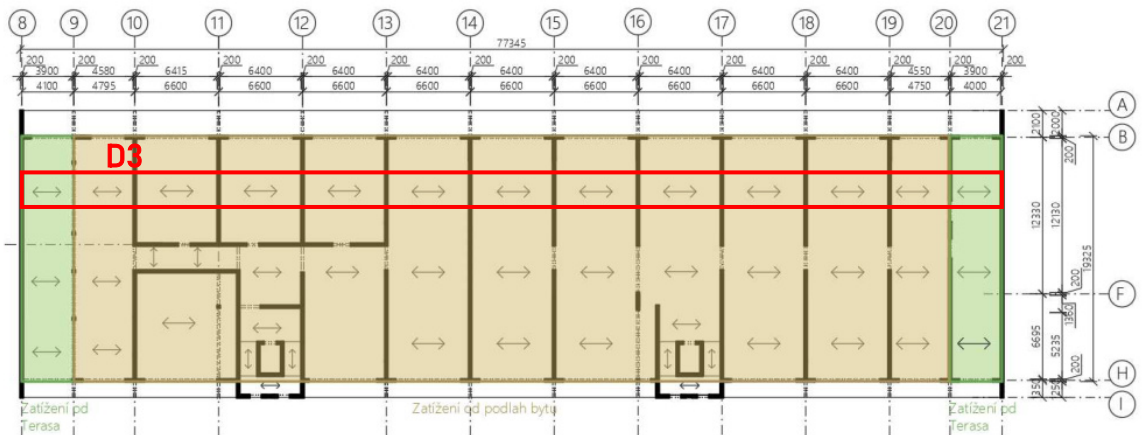 8 9 10 11 12 13 14 15 16 17 18 19 20 21
77345
200 200 200 200 200 200 200 200 200 200 200 200 200 200
3900 4580 6415 6400 6400 6400 6400 6400 6400 6400 6400 4550 3900
4100 4795 6600 6600 6600 6600 6600 6600 6600 6600 6600 4750 4000
A
2100 2000
B
D3
200
12330 12130 19325
200
F
1360
6695 5235
200
H
350 250
I
Zatížení od
Terasa
Zatížení od podlah bytu
Zatížení od
Terasa